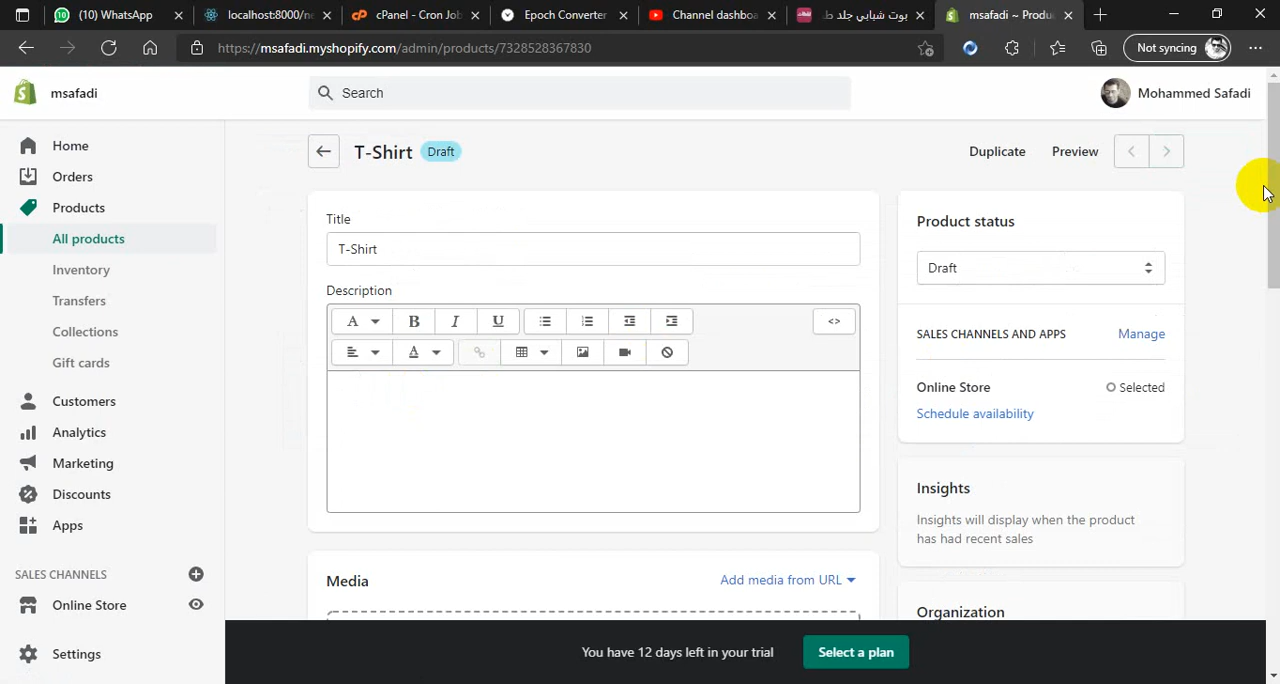 (10) WhatsApp
localhost:8000/ne
cPanel - Cron Job
Epoch Converter
Channel dashboa
بوت شبابي جلد ط
msafadi ~ Produ
https://msafadi.myshopify.com/admin/products/7328528367830
Not syncing
msafadi
Search
Mohammed Safadi
Home
Orders
Products
All products
Inventory
Transfers
Collections
Gift cards
Customers
Analytics
Marketing
Discounts
Apps
SALES CHANNELS
Online Store
Settings
T-Shirt
Draft
Duplicate
Preview
Title
T-Shirt
Description
A
B
I
U
<>
A
Media
Add media from URL
Product status
Draft
SALES CHANNELS AND APPS
Manage
Online Store
Selected
Schedule availability
Insights
Insights will display when the product
has had recent sales
Organization
You have 12 days left in your trial
Select a plan